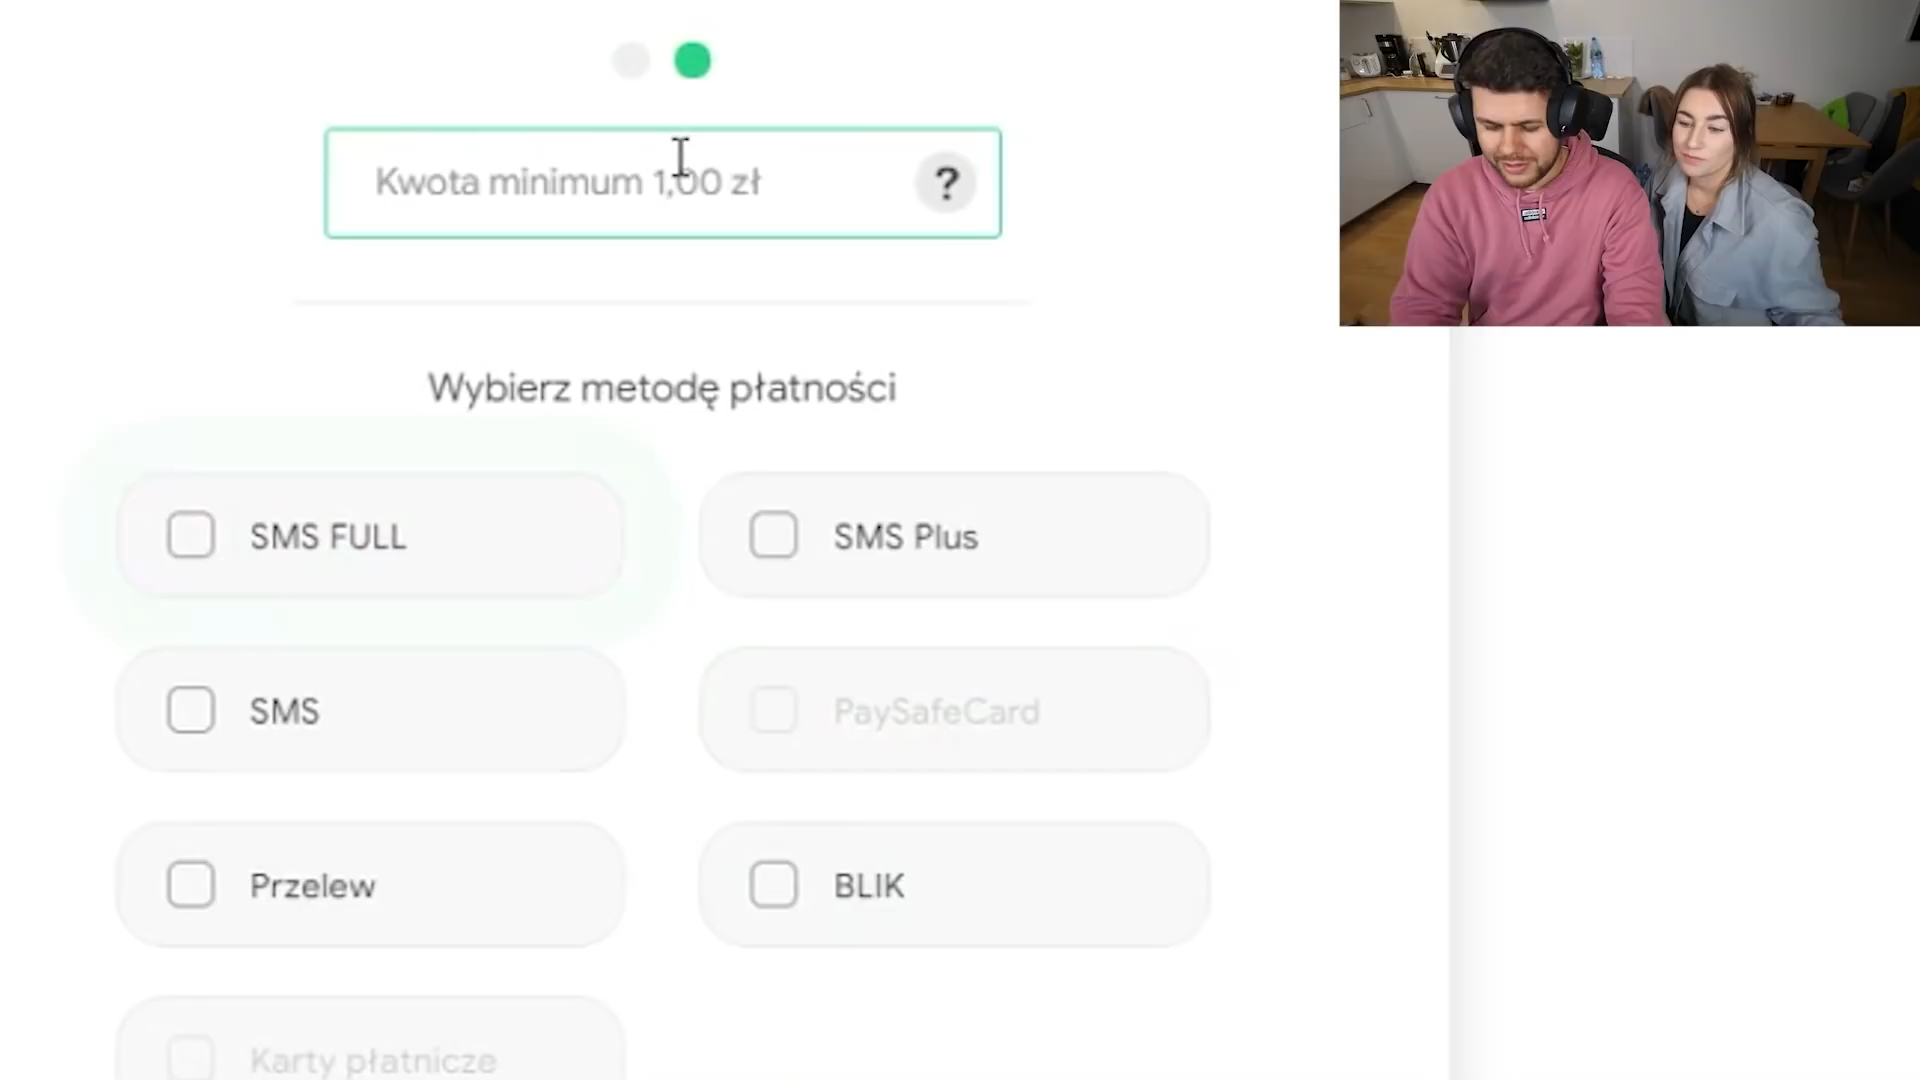 Kwota minimum 1,00 zł
?
Wybierz metodę płatności
SMS FULL
SMS Plus
SMS
PaySafeCard
Przelew
BLIK
Karty płatnicze